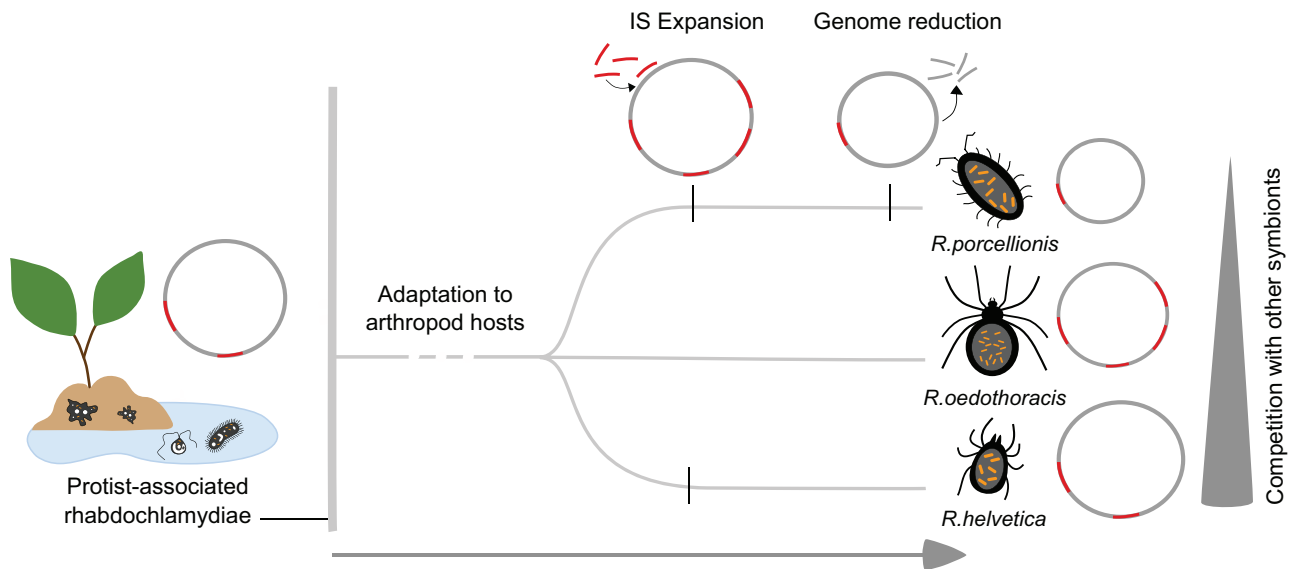 IS Expansion
Genome reduction
Adaptation to
arthropod hosts
Protist-associated
rhabdochlamydiae
R.porcellionis
R.oedothoracis
R.helvetica
Competition with other symbionts